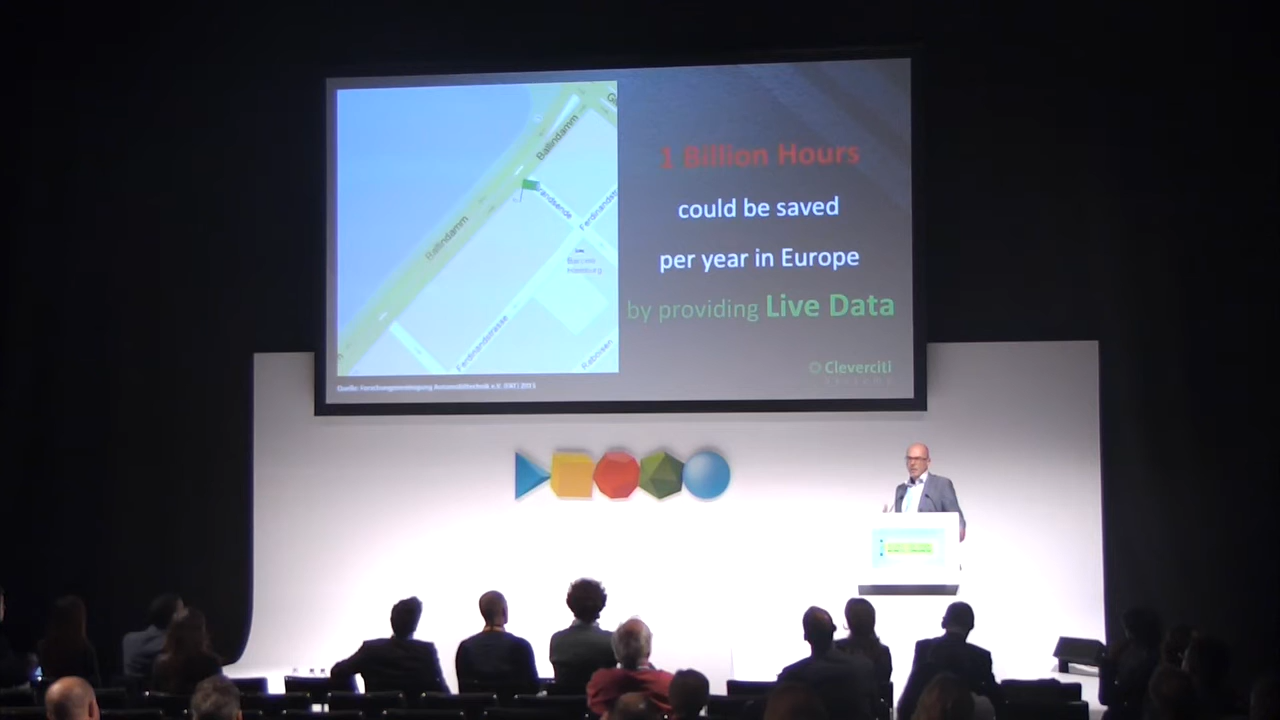 1 Billion Hours
could be saved
per year in Europe
by providing Live Data
Cleverciti
Ballindamm
Ballindamm
Ferdinandstrasse